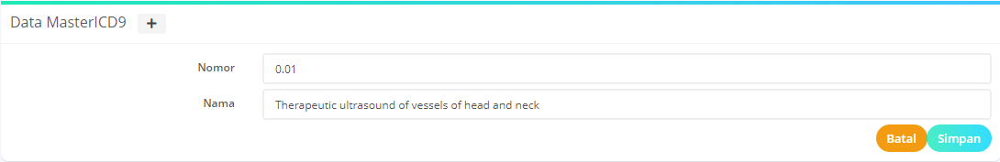 Data MasterICD9 +
Nomor 0.01
Nama Therapeutic ultrasound of vessels of head and neck
Batal Simpan